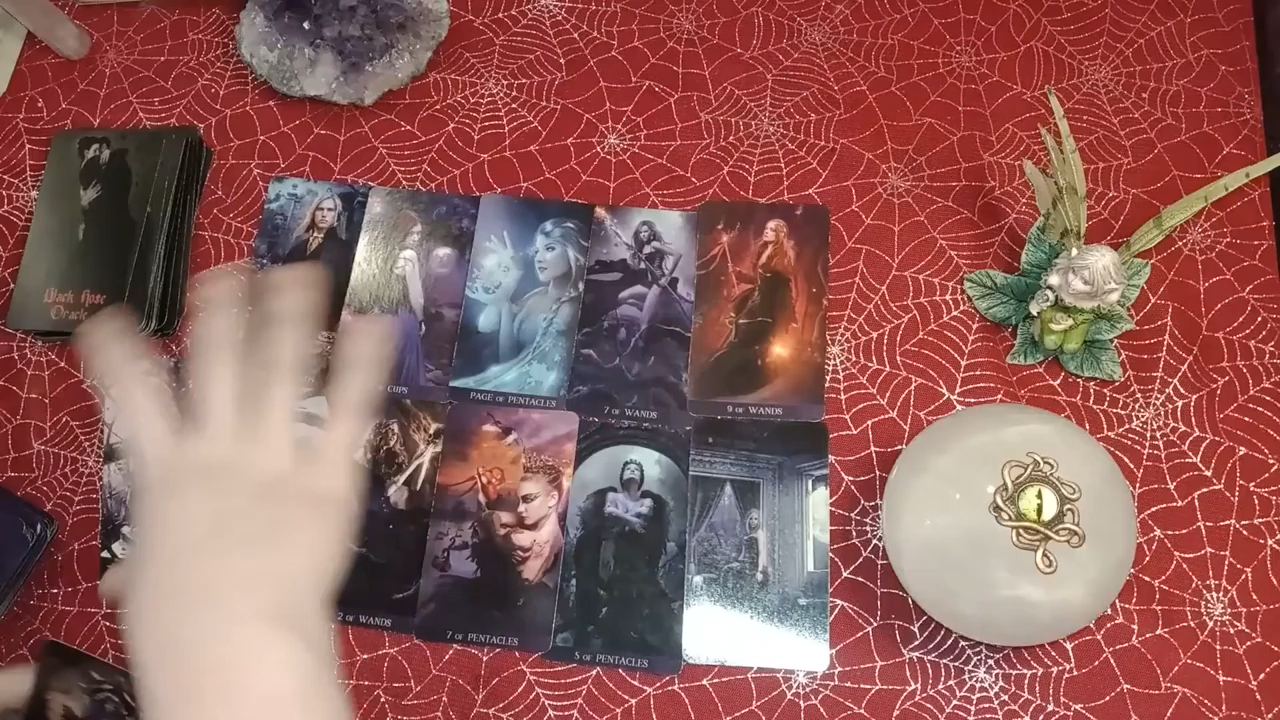 Dark Rose
Oracle
CUPS
PAGE OF PENTACLES
7 OF WANDS
9 OF WANDS
2 OF WANDS
7 OF PENTACLES
5 OF PENTACLES